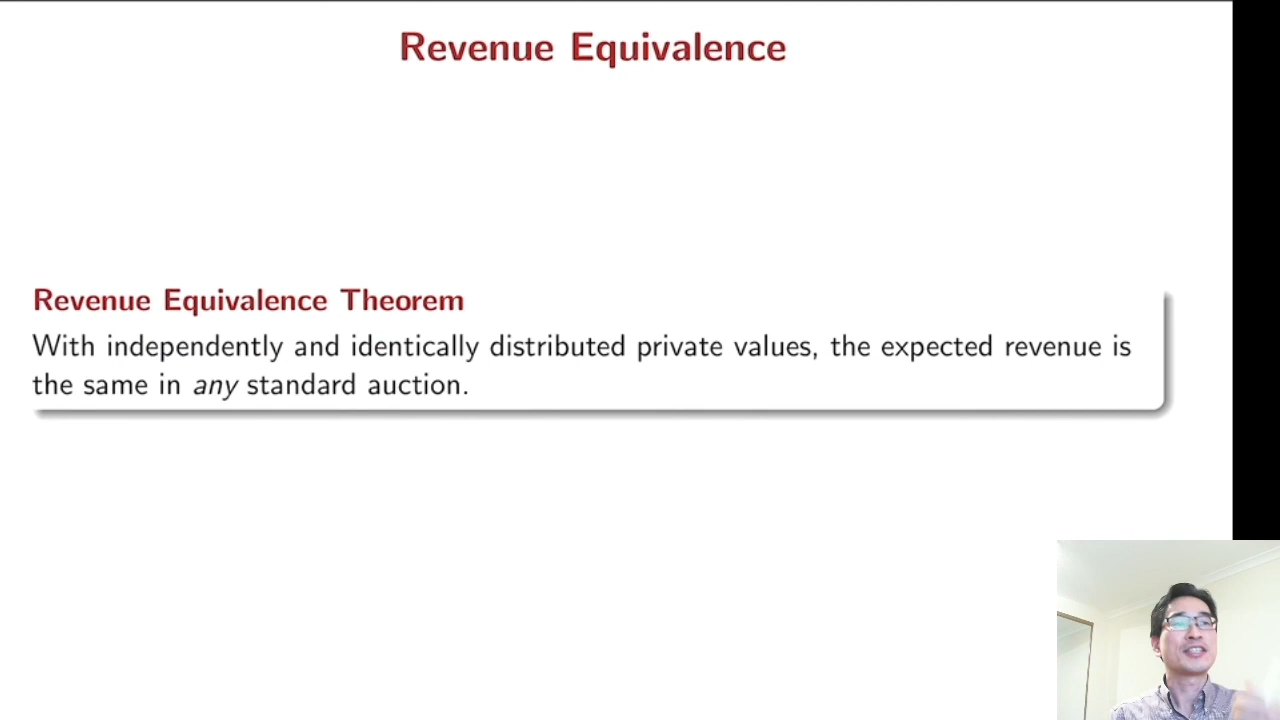 Revenue Equivalence
Revenue Equivalence Theorem
With independently and identically distributed private values, the expected revenue is
the same in any standard auction.